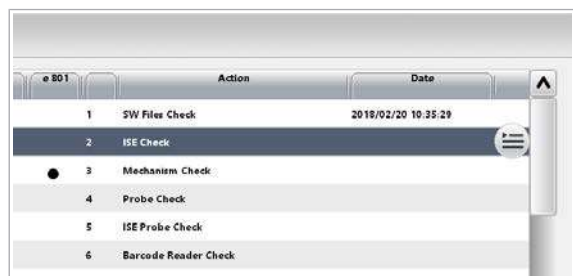 e 801 Action Date
1 SW Files Check 2018/02/20 10:35:29
2 ISE Check
3 Mechanism Check
4 Probe Check
5 ISE Probe Check
6 Barcode Reader Check